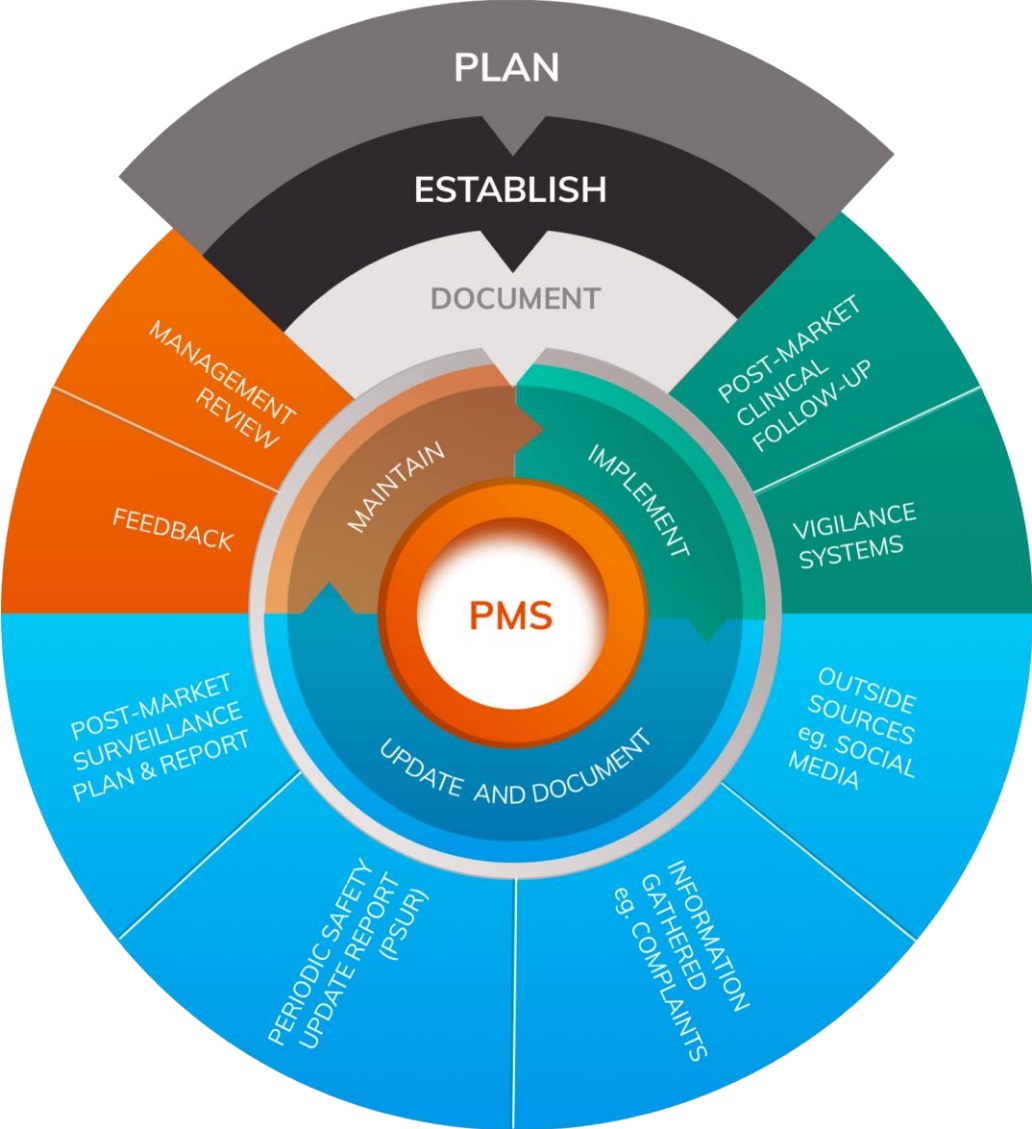 PLAN
ESTABLISH
DOCUMENT
MANAGEMENT
REVIEW
FEEDBACK
POST-MARKET
CLINICAL
FOLLOW-UP
VIGILANCE
SYSTEMS
MAINTAIN
IMPLEMENT
PMS
UPDATE AND DOCUMENT
POST-MARKET
SURVEILLANCE
PLAN & REPORT
OUTSIDE
SOURCES
eg. SOCIAL
MEDIA
PERIODIC SAFETY
UPDATE REPORT
(PSUR)
INFORMATION
GATHERED
eg. COMPLAINTS